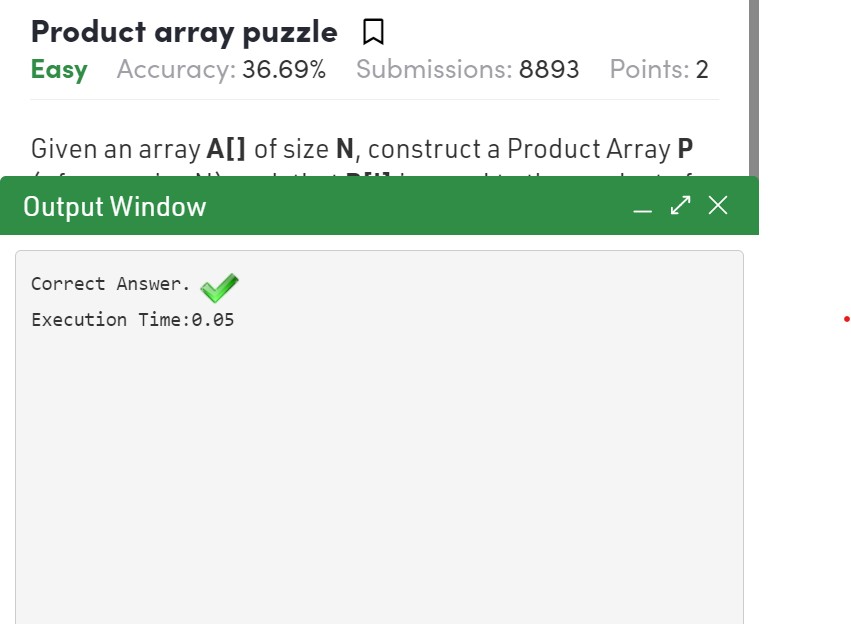 Product array puzzle
Easy Accuracy: 36.69% Submissions: 8893 Points: 2
Given an array A[] of size N, construct a Product Array P
Output Window
Correct Answer.
Execution Time:0.05